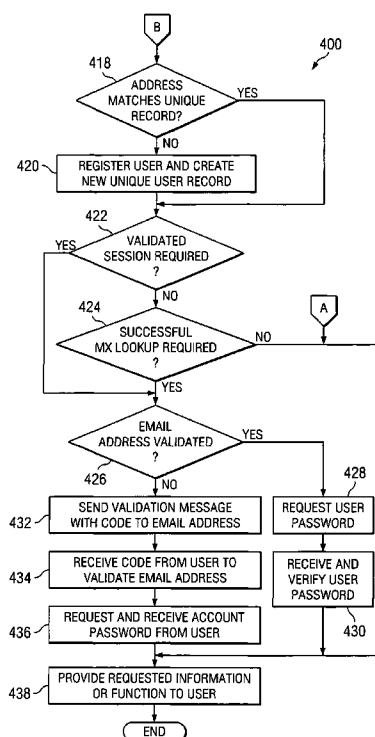 B
400
418
ADDRESS
MATCHES UNIQUE
RECORD?
YES
NO
420
REGISTER USER AND CREATE
NEW UNIQUE USER RECORD
422
YES
VALIDATED
SESSION REQUIRED
?
NO
424
A
SUCCESSFUL
MX LOOKUP REQUIRED
?
NO
YES
EMAIL
ADDRESS VALIDATED
?
YES
426
NO
428
432
SEND VALIDATION MESSAGE
WITH CODE TO EMAIL ADDRESS
REQUEST USER
PASSWORD
434
RECEIVE CODE FROM USER TO
VALIDATE EMAIL ADDRESS
RECEIVE AND
VERIFY USER
PASSWORD
430
436
REQUEST AND RECEIVE ACCOUNT
PASSWORD FROM USER
438
PROVIDE REQUESTED INFORMATION
OR FUNCTION TO USER
END